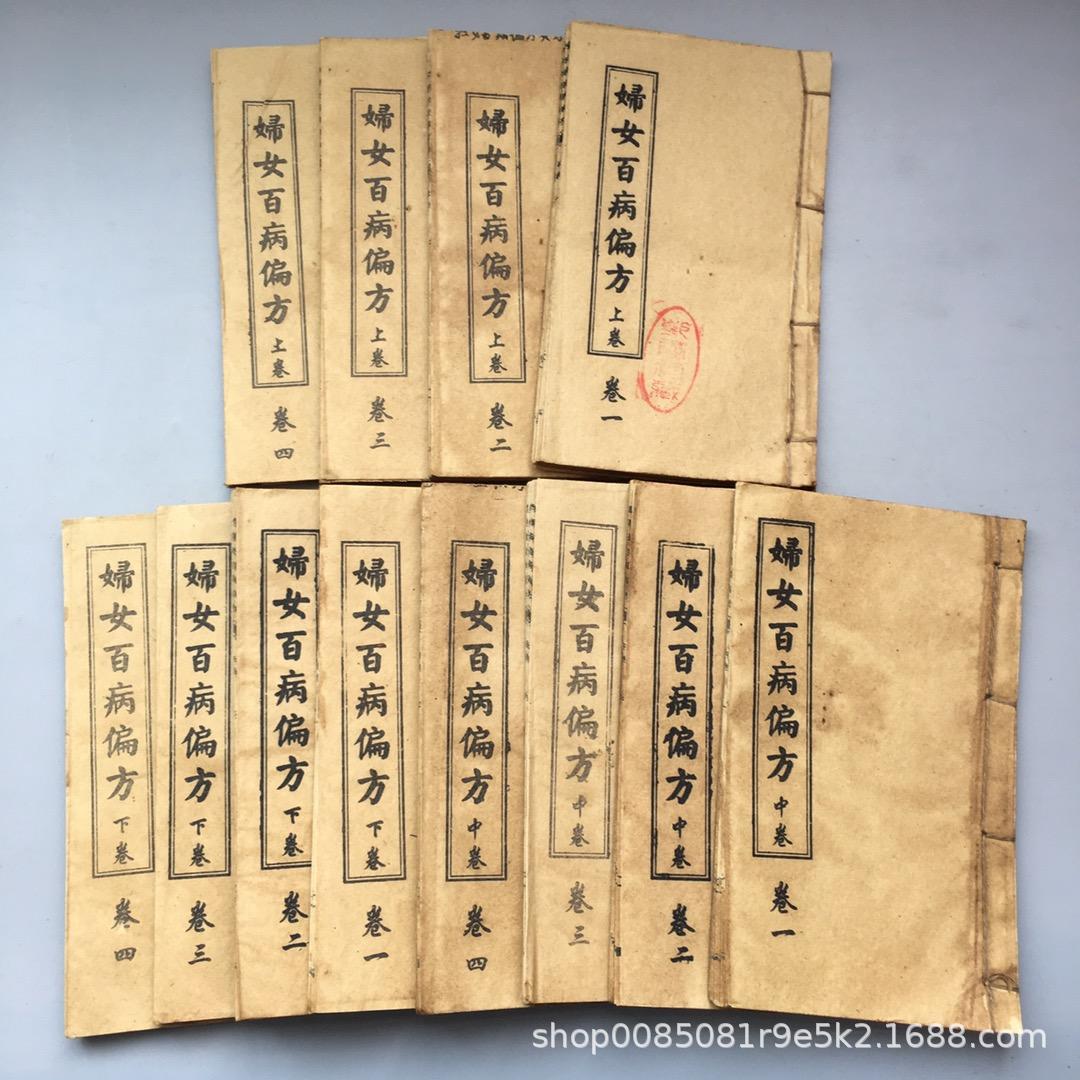 婦女百病偏方 上卷
卷一
婦女百病偏方 上卷
卷二
婦女百病偏方 上卷
卷三
婦女百病偏方 上卷
卷四
婦女百病偏方 中卷
卷一
婦女百病偏方 中卷
卷二
婦女百病偏方 中卷
卷三
婦女百病偏方 中卷
卷四
婦女百病偏方 下卷
卷一
婦女百病偏方 下卷
卷二
婦女百病偏方 下卷
卷三
婦女百病偏方 下卷
卷四
shop0085081r9e5k2.1688.com